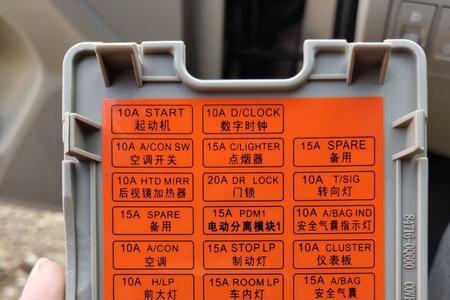 10A START
起动机
10A D/CLOCK
数字时钟
10A A/CON SW
空调开关
15A C/LIGHTER
点烟器
15A SPARE
备用
10A HTD MIRR
后视镜加热器
20A DR LOCK
门锁
10A T/SIG
转向灯
15A SPARE
备用
15A PDM1
电动分离模块1
10A A/BAG IND
安全气囊指示灯
10A A/CON
空调
15A STOP LP
制动灯
10A CLUSTER
仪表板
10A H/LP
前大灯
15A ROOM LP
车内灯
15A A/BAG
安全气囊